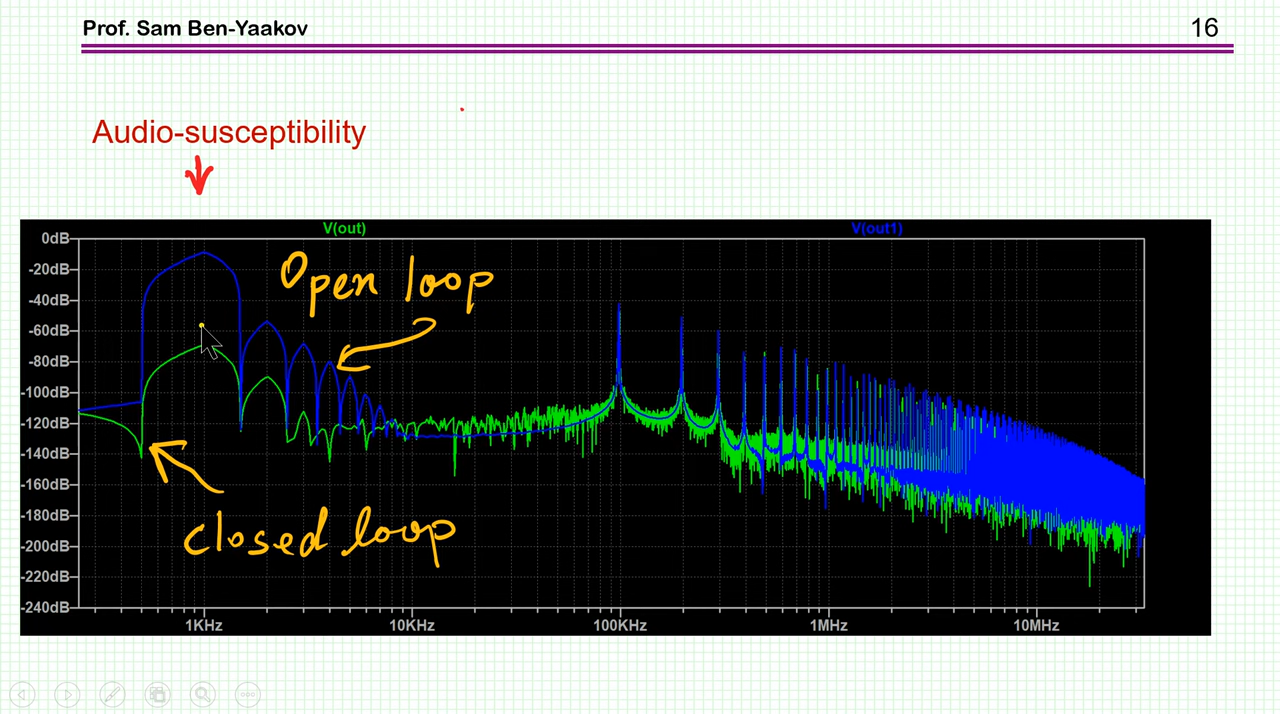 Prof. Sam Ben-Yaakov
16
Audio-susceptibility
V(out)
V(out1)
0dB
-20dB
-40dB
-60dB
-80dB
-100dB
-120dB
-140dB
-160dB
-180dB
-200dB
-220dB
-240dB
Open loop
closed loop
1KHz
10KHz
100KHz
1MHz
10MHz